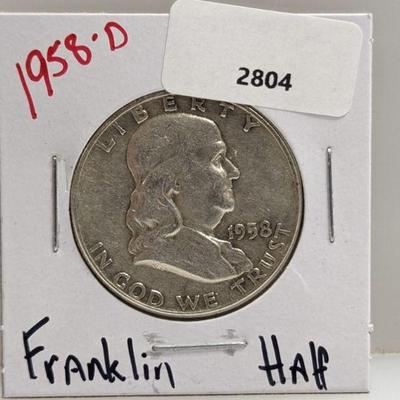 1958-D
2804
LIBERTY
1958
IN GOD WE TRUST
Franklin Half